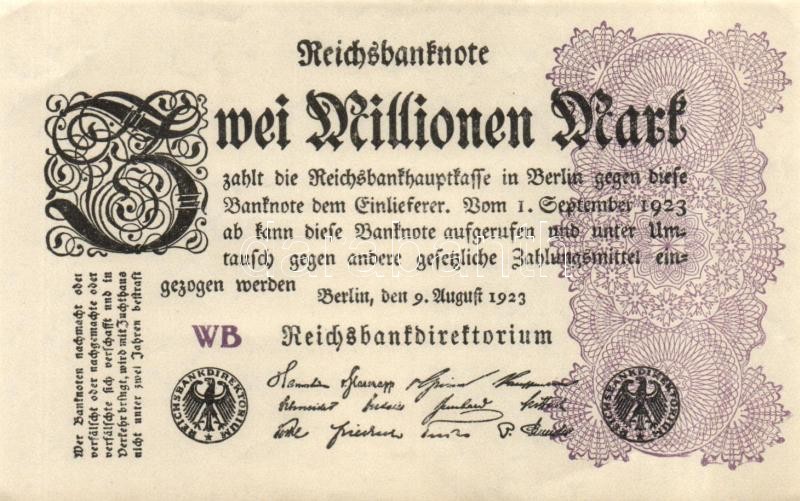 Reichsbanknote
Zwei Millionen Mark
zahlt die Reichsbankhauptkasse in Berlin gegen diese
Banknote dem Einlieferer. Vom 1. September 1923
ab kann diese Banknote aufgerufen und unter Um-
tausch gegen andere gesetzliche Zahlungsmittel ein-
gezogen werden
Berlin, den 9. August 1923
WB Reichsbankdirektorium
Wer Banknoten nachmacht oder
verfälscht oder nachgemachte oder
verfälschte sich verschafft und in
Verkehr bringt, wird mit Zuchthaus
nicht unter zwei Jahren bestraft
REICHSBANKDIREKTORIUM
REICHSBANKDIREKTORIUM
darabanth